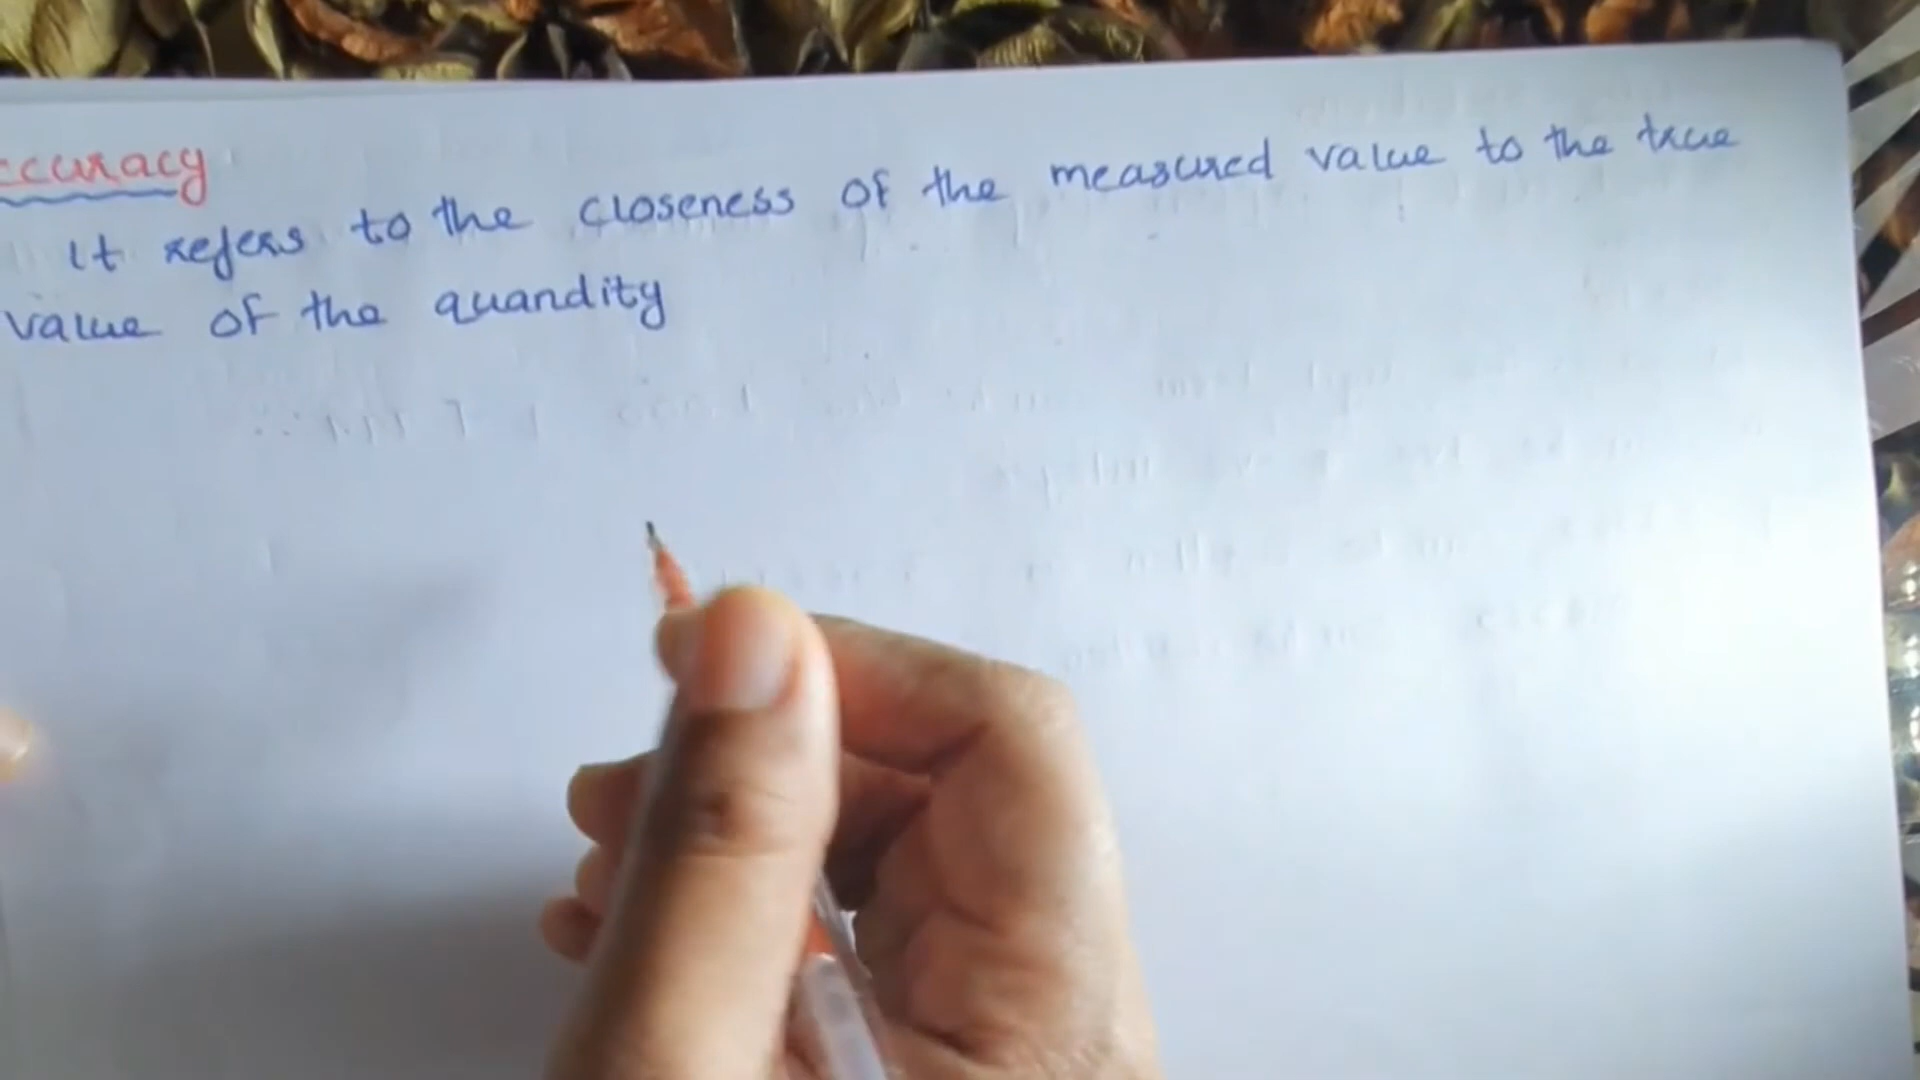 ccuracy
It refers to the closeness of the measured value to the true
value of the quandity